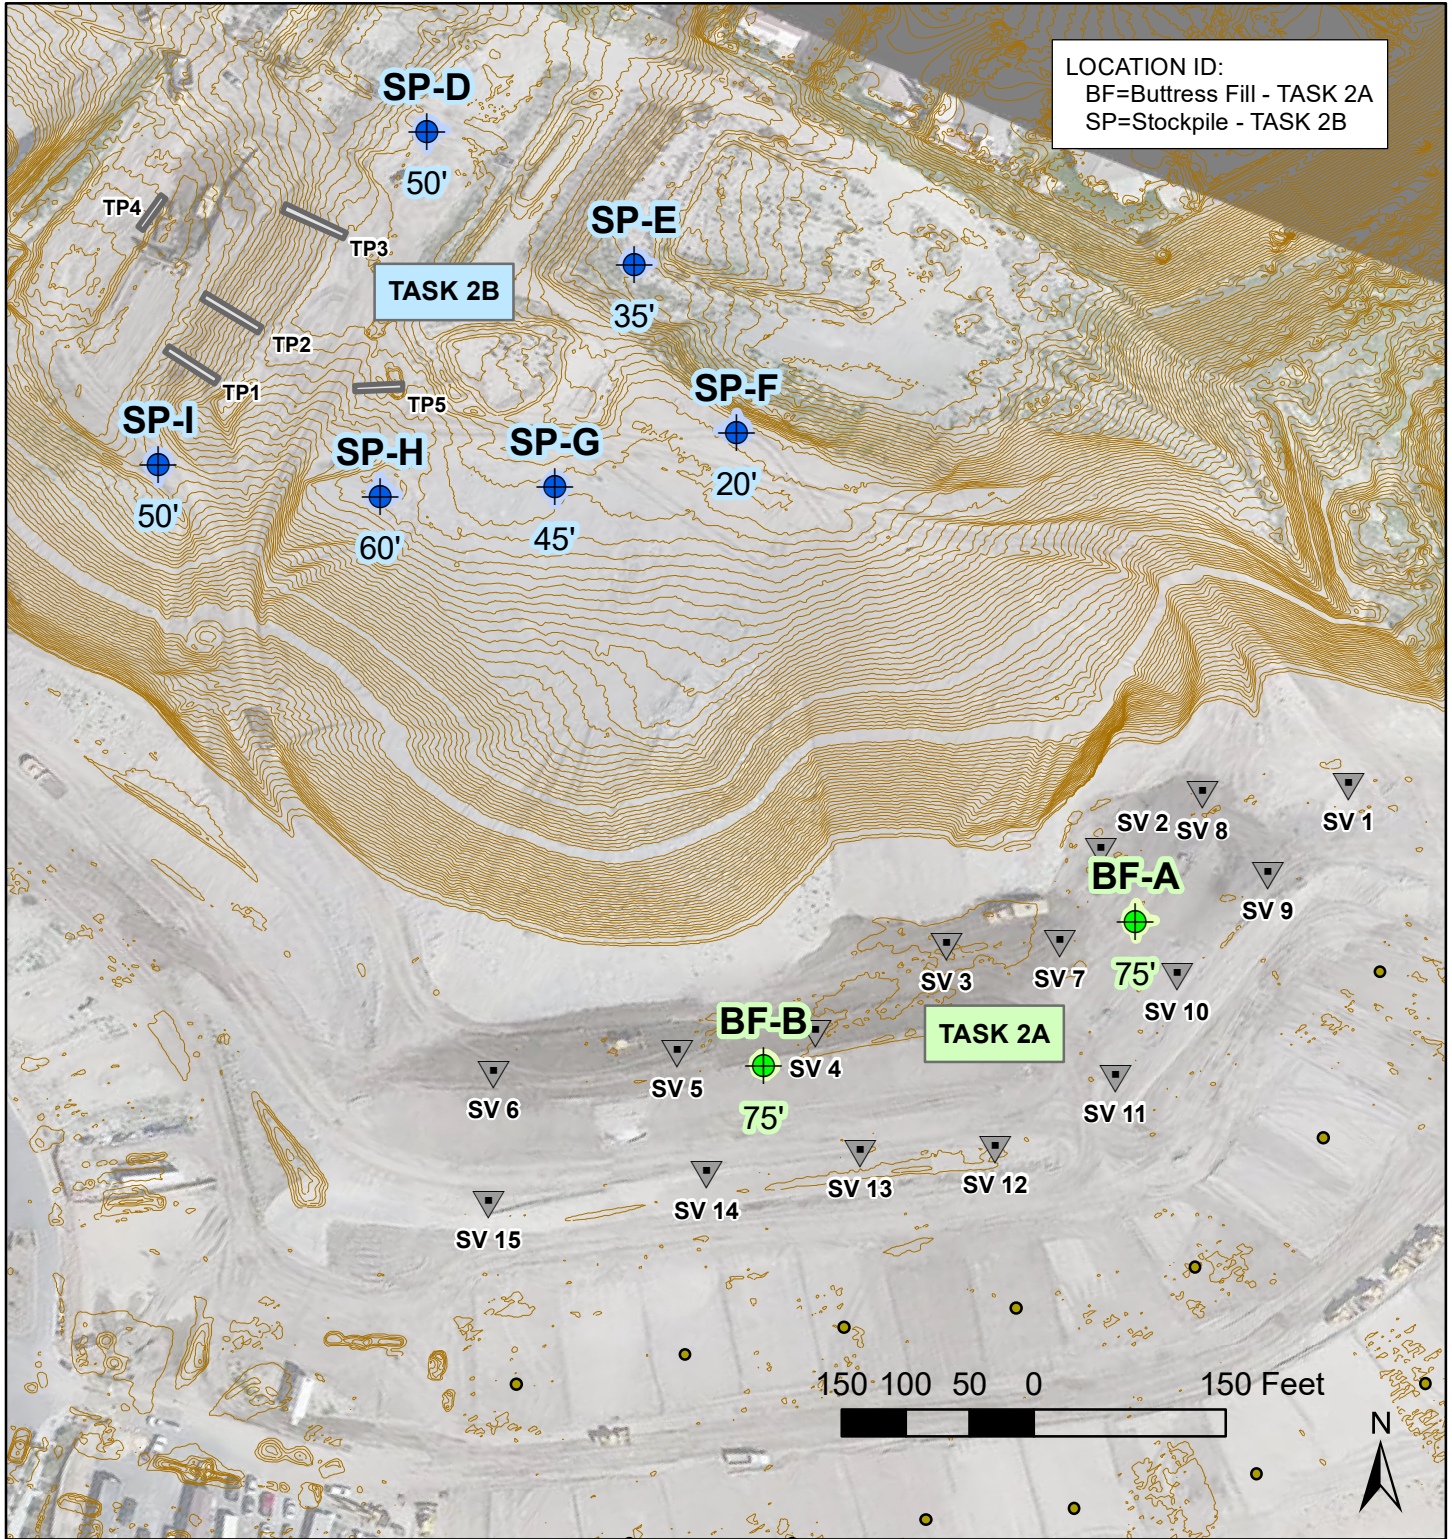 LOCATION ID:
BF=Buttress Fill - TASK 2A
SP=Stockpile - TASK 2B
SP-D
50'
TP4
TP3
SP-E
35'
TASK 2B
TP2
TP1
TP5
SP-F
20'
SP-I
50'
SP-H
60'
SP-G
45'
SV 2
SV 8
SV 1
BF-A
75'
SV 9
SV 3
SV 7
SV 10
BF-B
75'
SV 4
TASK 2A
SV 5
SV 6
SV 11
SV 12
SV 13
SV 14
SV 15
150 100 50 0 150 Feet
N